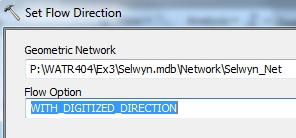 Set Flow Direction
Geometric Network
P:\WATR404\Ex3\Selwyn.mdb\Network\Selwyn_Net
Flow Option
WITH_DIGITIZED_DIRECTION